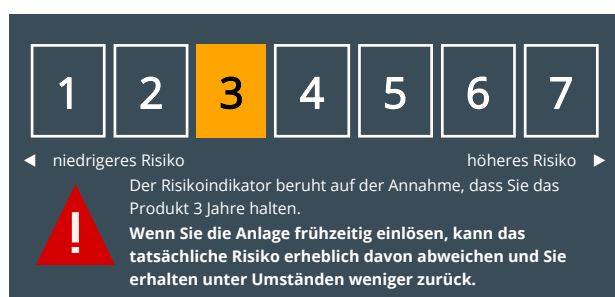 1 2 3 4 5 6 7
◀ niedrigeres Risiko höheres Risiko ▶
Der Risikoindikator beruht auf der Annahme, dass Sie das
Produkt 3 Jahre halten.
Wenn Sie die Anlage frühzeitig einlösen, kann das
tatsächliche Risiko erheblich davon abweichen und Sie
erhalten unter Umständen weniger zurück.
!